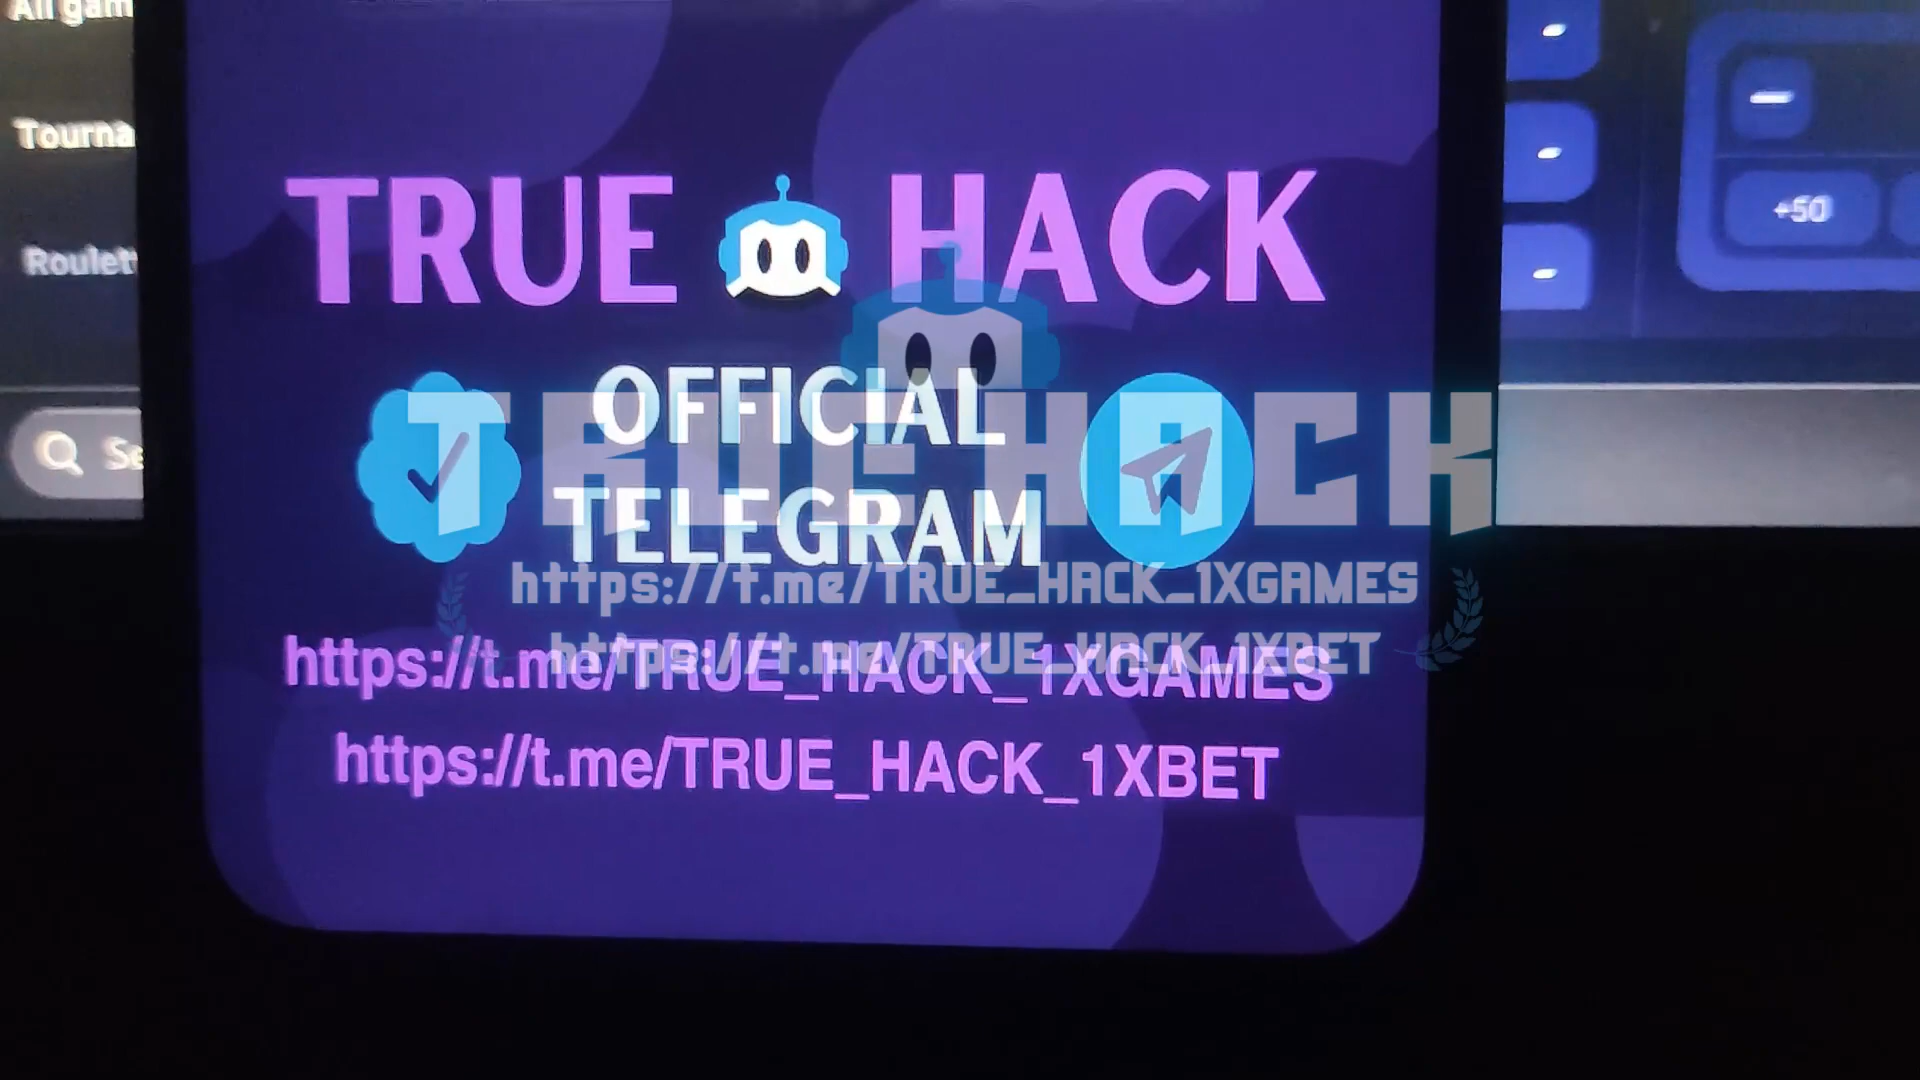 All gam
Tourna
Roulet
Se
+50
TRUE HACK
OFFICIAL
TELEGRAM
https://t.me/TRUE_HACK_1XGAMES
https://t.me/TRUE_HACK_1XBET
TRUE HACK
https://t.me/TRUE_HACK_1XGAMES
https://t.me/TRUE_HACK_1XBET